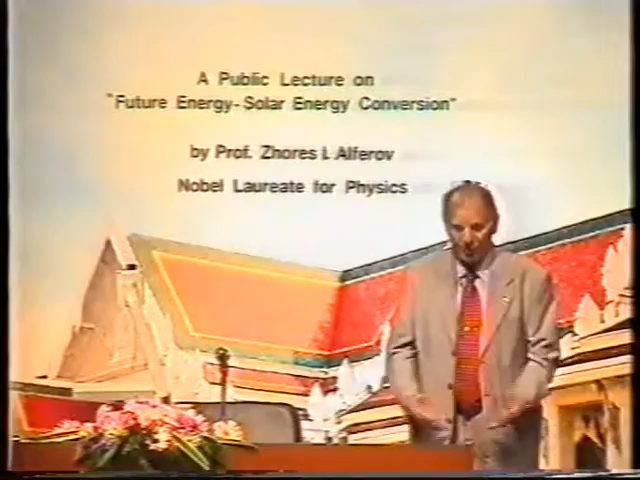 A Public Lecture on
"Future Energy-Solar Energy Conversion"
by Prof. Zhores I. Alferov
Nobel Laureate for Physics